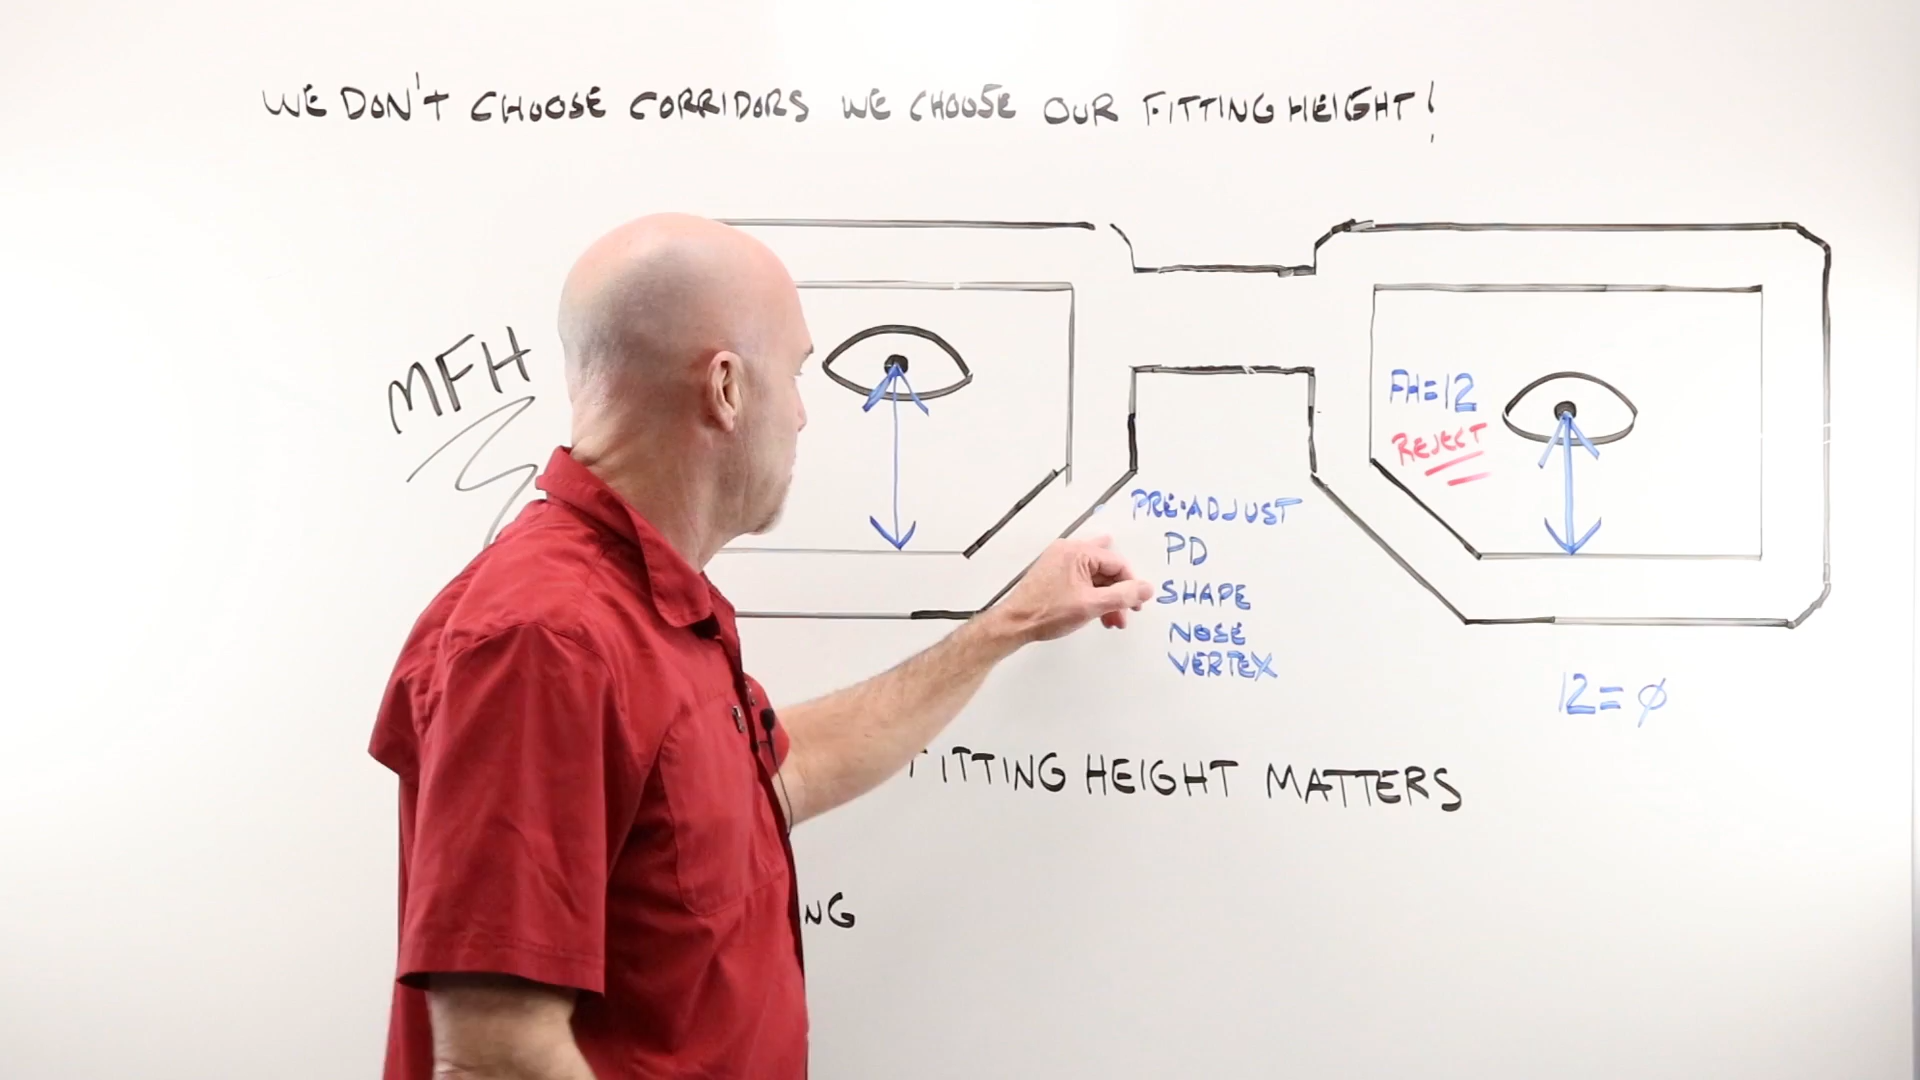 WE DON'T CHOOSE CORRIDORS WE CHOOSE OUR FITTING HEIGHT!
MFH
FH=12
REJECT
PRE-ADJUST
PD
SHAPE
NOSE
VERTEX
12=Ø
FITTING HEIGHT MATTERS
NG